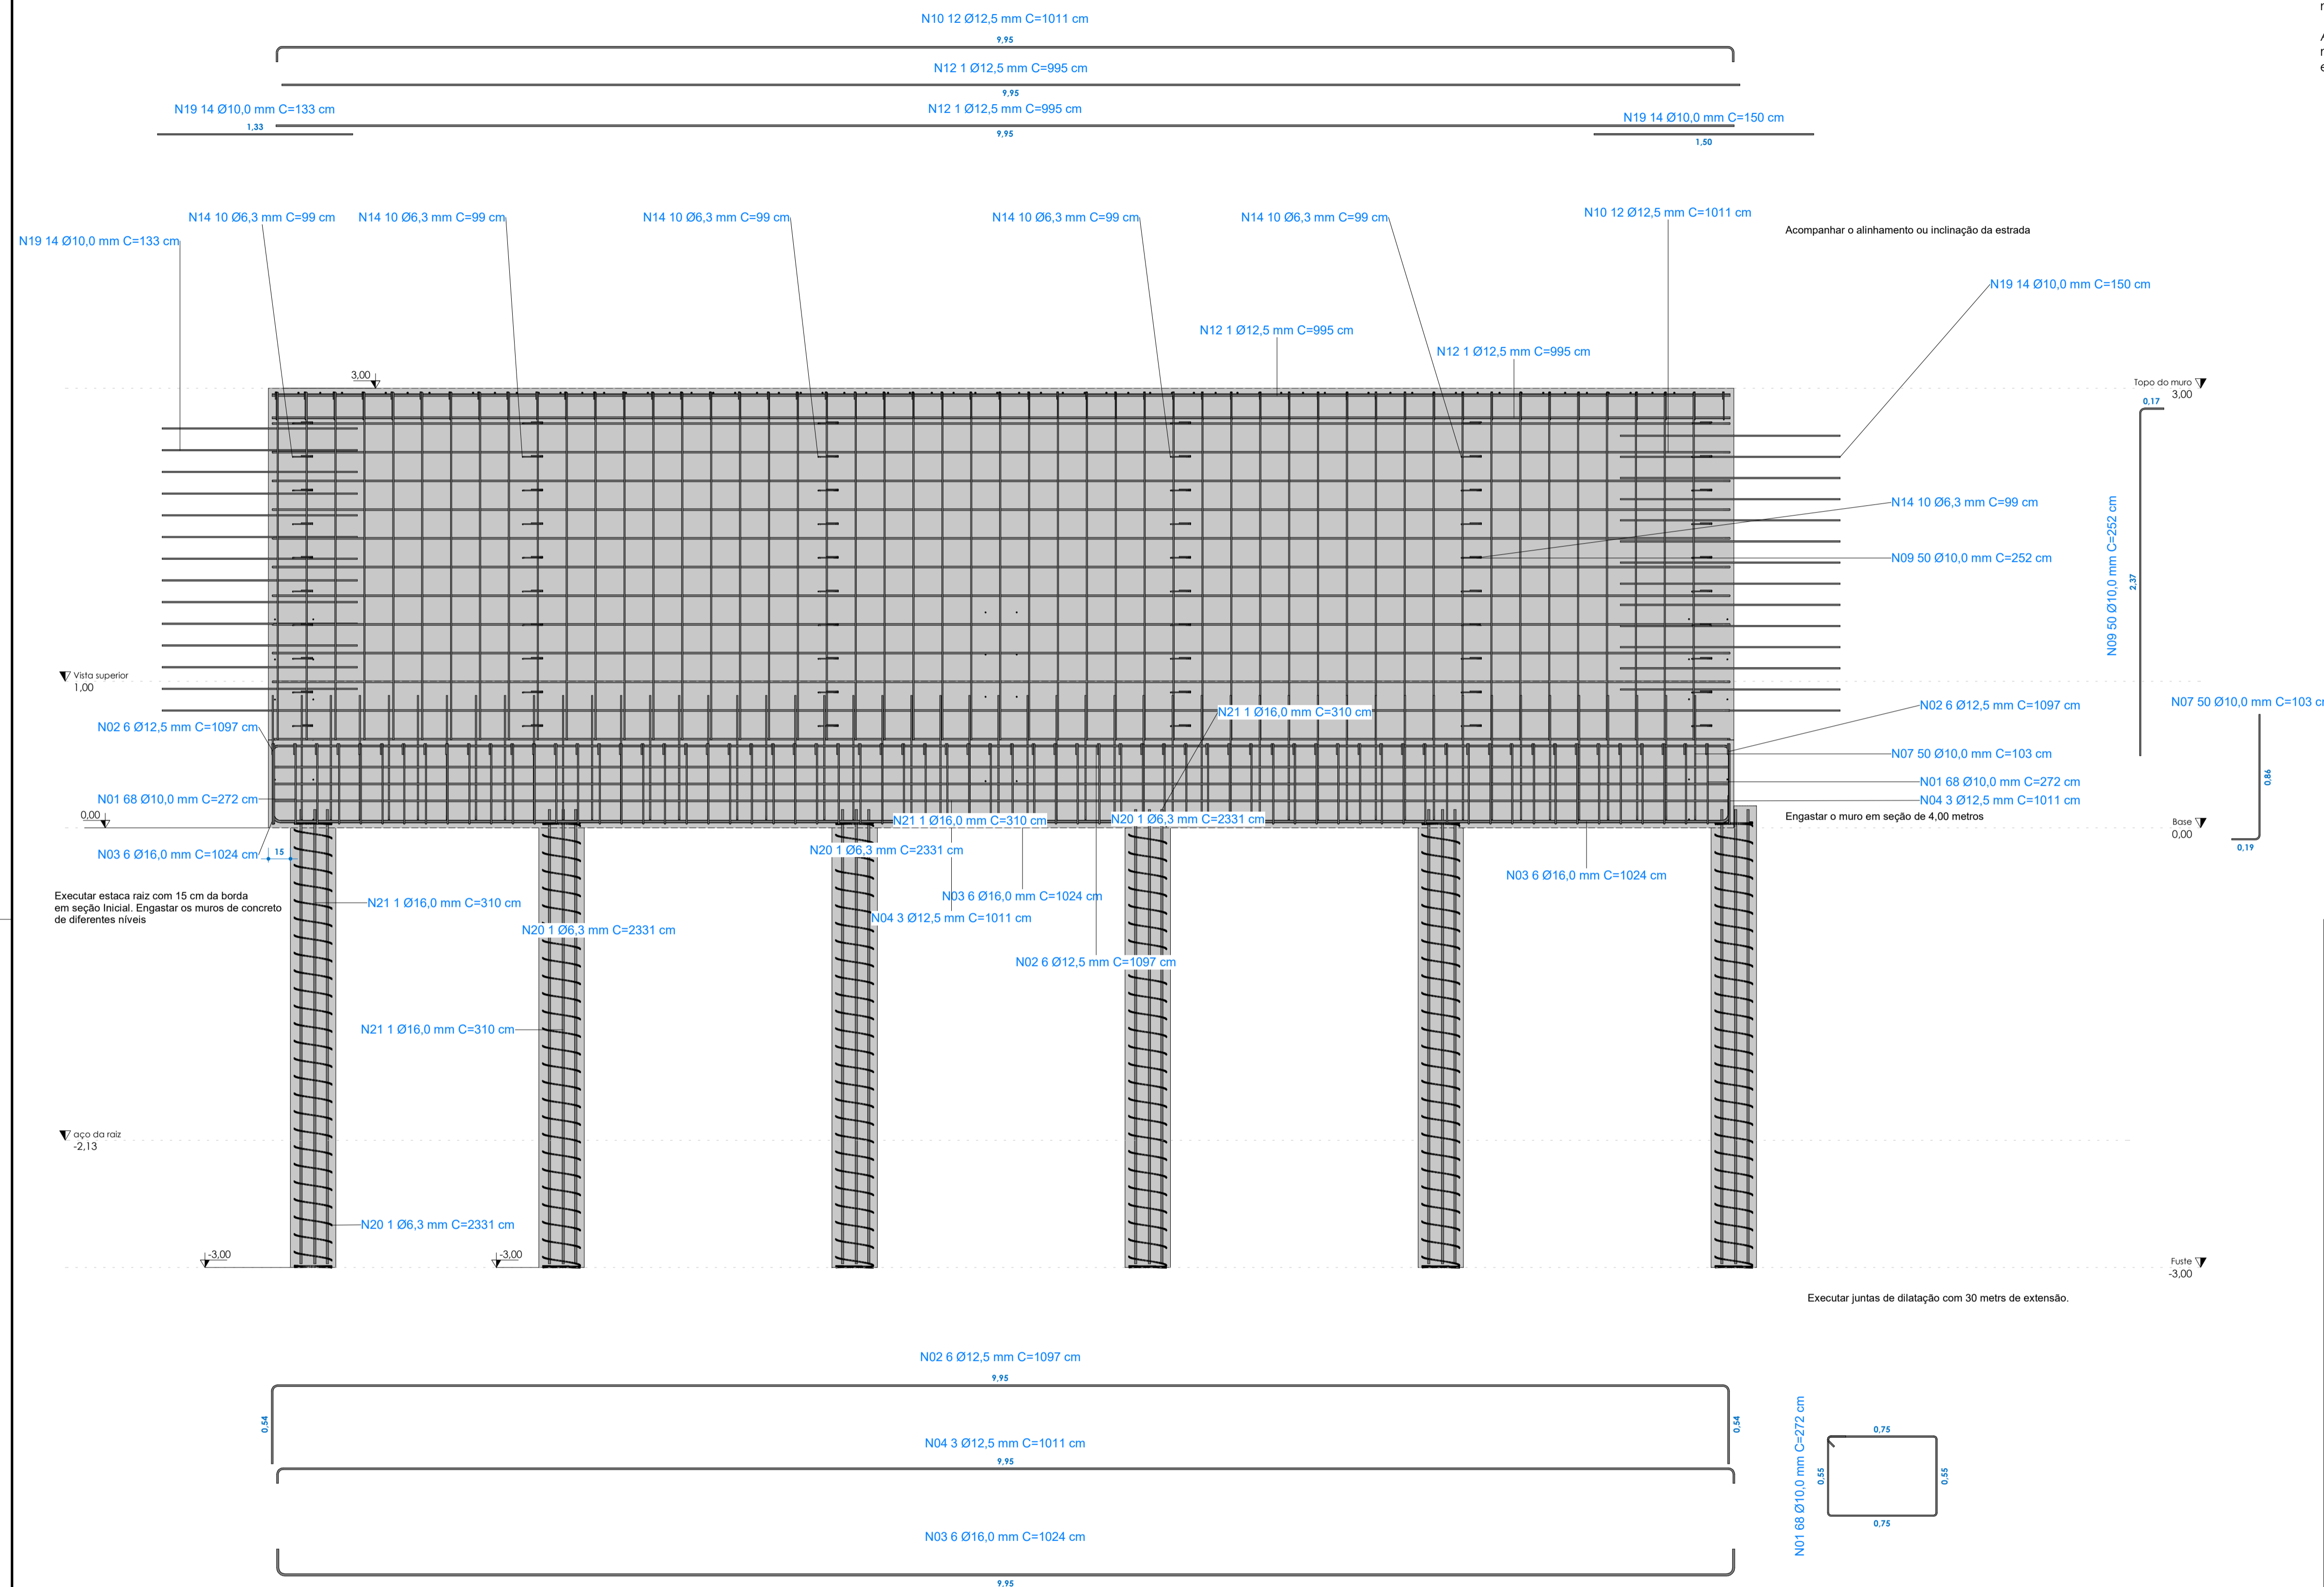 N10 12 Ø12,5 mm C=1011 cm
9,95
N12 1 Ø12,5 mm C=995 cm
9,95
N19 14 Ø10,0 mm C=133 cm
1,33
N12 1 Ø12,5 mm C=995 cm
9,95
N19 14 Ø10,0 mm C=150 cm
1,50
N14 10 Ø6,3 mm C=99 cm
N14 10 Ø6,3 mm C=99 cm
N14 10 Ø6,3 mm C=99 cm
N14 10 Ø6,3 mm C=99 cm
N14 10 Ø6,3 mm C=99 cm
N10 12 Ø12,5 mm C=1011 cm
N19 14 Ø10,0 mm C=133 cm
Acompanhar o alinhamento ou inclinação da estrada
N19 14 Ø10,0 mm C=150 cm
N12 1 Ø12,5 mm C=995 cm
N12 1 Ø12,5 mm C=995 cm
3,00
Topo do muro
3,00
0,17
N14 10 Ø6,3 mm C=99 cm
N09 50 Ø10,0 mm C=252 cm
N09 50 Ø10,0 mm C=252 cm
2,37
Vista superior
1,00
N02 6 Ø12,5 mm C=1097 cm
N21 1 Ø16,0 mm C=310 cm
N02 6 Ø12,5 mm C=1097 cm
N07 50 Ø10,0 mm C=103
N07 50 Ø10,0 mm C=103 cm
N01 68 Ø10,0 mm C=272 cm
0,86
N01 68 Ø10,0 mm C=272 cm
N04 3 Ø12,5 mm C=1011 cm
0,00
N21 1 Ø16,0 mm C=310 cm
N20 1 Ø6,3 mm C=2331 cm
Engastar o muro em seção de 4,00 metros
Base
0,00
0,19
N03 6 Ø16,0 mm C=1024 cm
15
N20 1 Ø6,3 mm C=2331 cm
N03 6 Ø16,0 mm C=1024 cm
Executar estaca raiz com 15 cm da borda
em seção Inicial. Engastar os muros de concreto
de diferentes níveis
N21 1 Ø16,0 mm C=310 cm
N03 6 Ø16,0 mm C=1024 cm
N04 3 Ø12,5 mm C=1011 cm
N20 1 Ø6,3 mm C=2331 cm
N02 6 Ø12,5 mm C=1097 cm
N21 1 Ø16,0 mm C=310 cm
aço da raiz
-2,13
N20 1 Ø6,3 mm C=2331 cm
-3,00
-3,00
Fuste
-3,00
Executar juntas de dilatação com 30 metrs de extensão.
N02 6 Ø12,5 mm C=1097 cm
9,95
0,54
0,54
N04 3 Ø12,5 mm C=1011 cm
9,95
N01 68 Ø10,0 mm C=272 cm
0,75
0,55
0,55
0,75
N03 6 Ø16,0 mm C=1024 cm
9,95